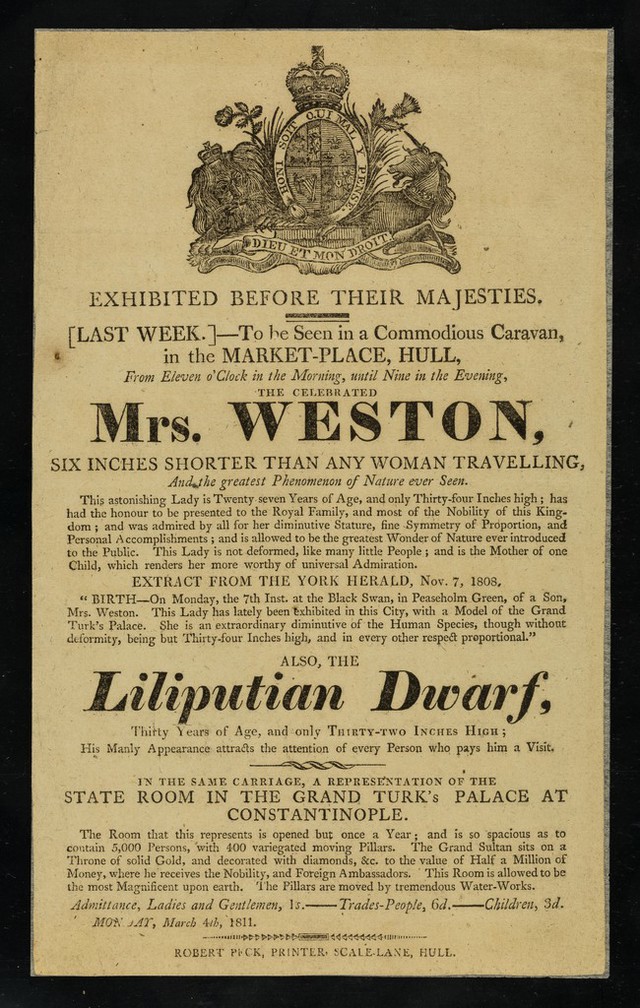 HONI SOIT QUI MAL Y PENSE
DIEU ET MON DROIT
EXHIBITED BEFORE THEIR MAJESTIES.
[LAST WEEK.]—To be Seen in a Commodious Caravan,
in the MARKET-PLACE, HULL,
From Eleven o'Clock in the Morning, until Nine in the Evening,
THE CELEBRATED
Mrs. WESTON,
SIX INCHES SHORTER THAN ANY WOMAN TRAVELLING,
And the greatest Phenomenon of Nature ever Seen.
This astonishing Lady is Twenty seven Years of Age, and only Thirty-four Inches high; has
had the honour to be presented to the Royal Family, and most of the Nobility of this King-
dom; and was admired by all for her diminutive Stature, fine Symmetry of Proportion, and
Personal Accomplishments; and is allowed to be the greatest Wonder of Nature ever introduced
to the Public. This Lady is not deformed, like many little People; and is the Mother of one
Child, which renders her more worthy of universal Admiration.
EXTRACT FROM THE YORK HERALD, Nov. 7, 1808,
"BIRTH—On Monday, the 7th Inst. at the Black Swan, in Peaseholm Green, of a Son,
Mrs. Weston. This Lady has lately been exhibited in this City, with a Model of the Grand
Turk's Palace. She is an extraordinary diminutive of the Human Species, though without
deformity, being but Thirty-four Inches high, and in every other respect proportional."
ALSO, THE
Liliputian Dwarf,
Thirty Years of Age, and only THIRTY-TWO INCHES HIGH;
His Manly Appearance attracts the attention of every Person who pays him a Visit.
IN THE SAME CARRIAGE, A REPRESENTATION OF THE
STATE ROOM IN THE GRAND TURK's PALACE AT
CONSTANTINOPLE.
The Room that this represents is opened but once a Year; and is so spacious as to
contain 5,000 Persons, with 400 variegated moving Pillars. The Grand Sultan sits on a
Throne of solid Gold, and decorated with diamonds, &c. to the value of Half a Million of
Money, where he receives the Nobility, and Foreign Ambassadors. This Room is allowed to be
the most Magnificent upon earth. The Pillars are moved by tremendous Water-Works.
Admittance, Ladies and Gentlemen, 1s.——Trades-People, 6d.——Children, 3d.
MONDAY, March 4th, 1811.
ROBERT PECK, PRINTER, SCALE-LANE, HULL.